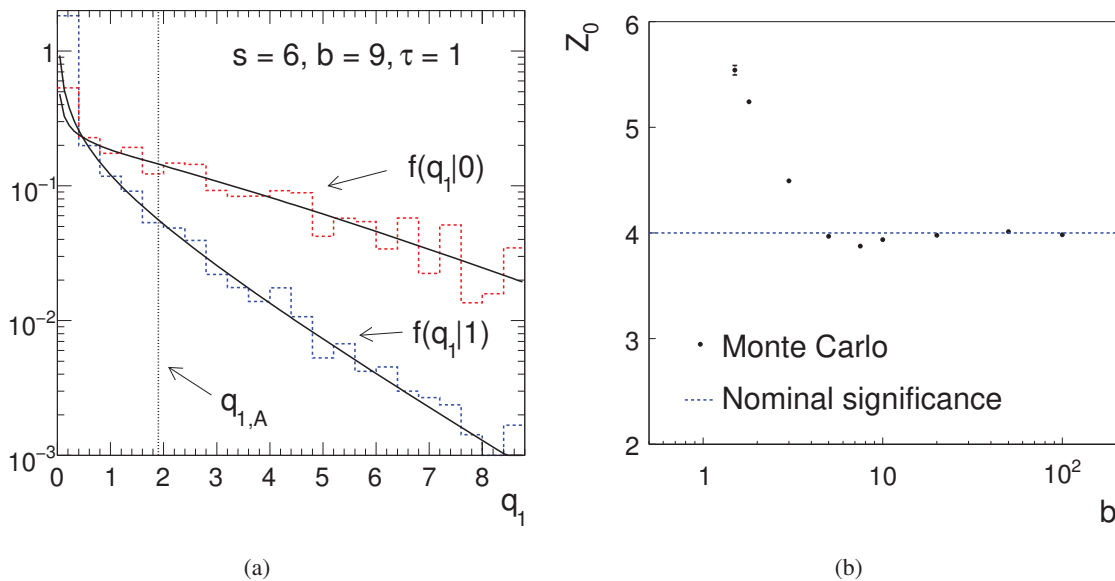 s = 6, b = 9, τ = 1
1
10⁻¹
10⁻²
10⁻³
f(q₁|0)
f(q₁|1)
q₁,A
0 1 2 3 4 5 6 7 8
q₁
(a)
Z₀
6
5
4
3
2
Monte Carlo
Nominal significance
1 10 10²
b
(b)